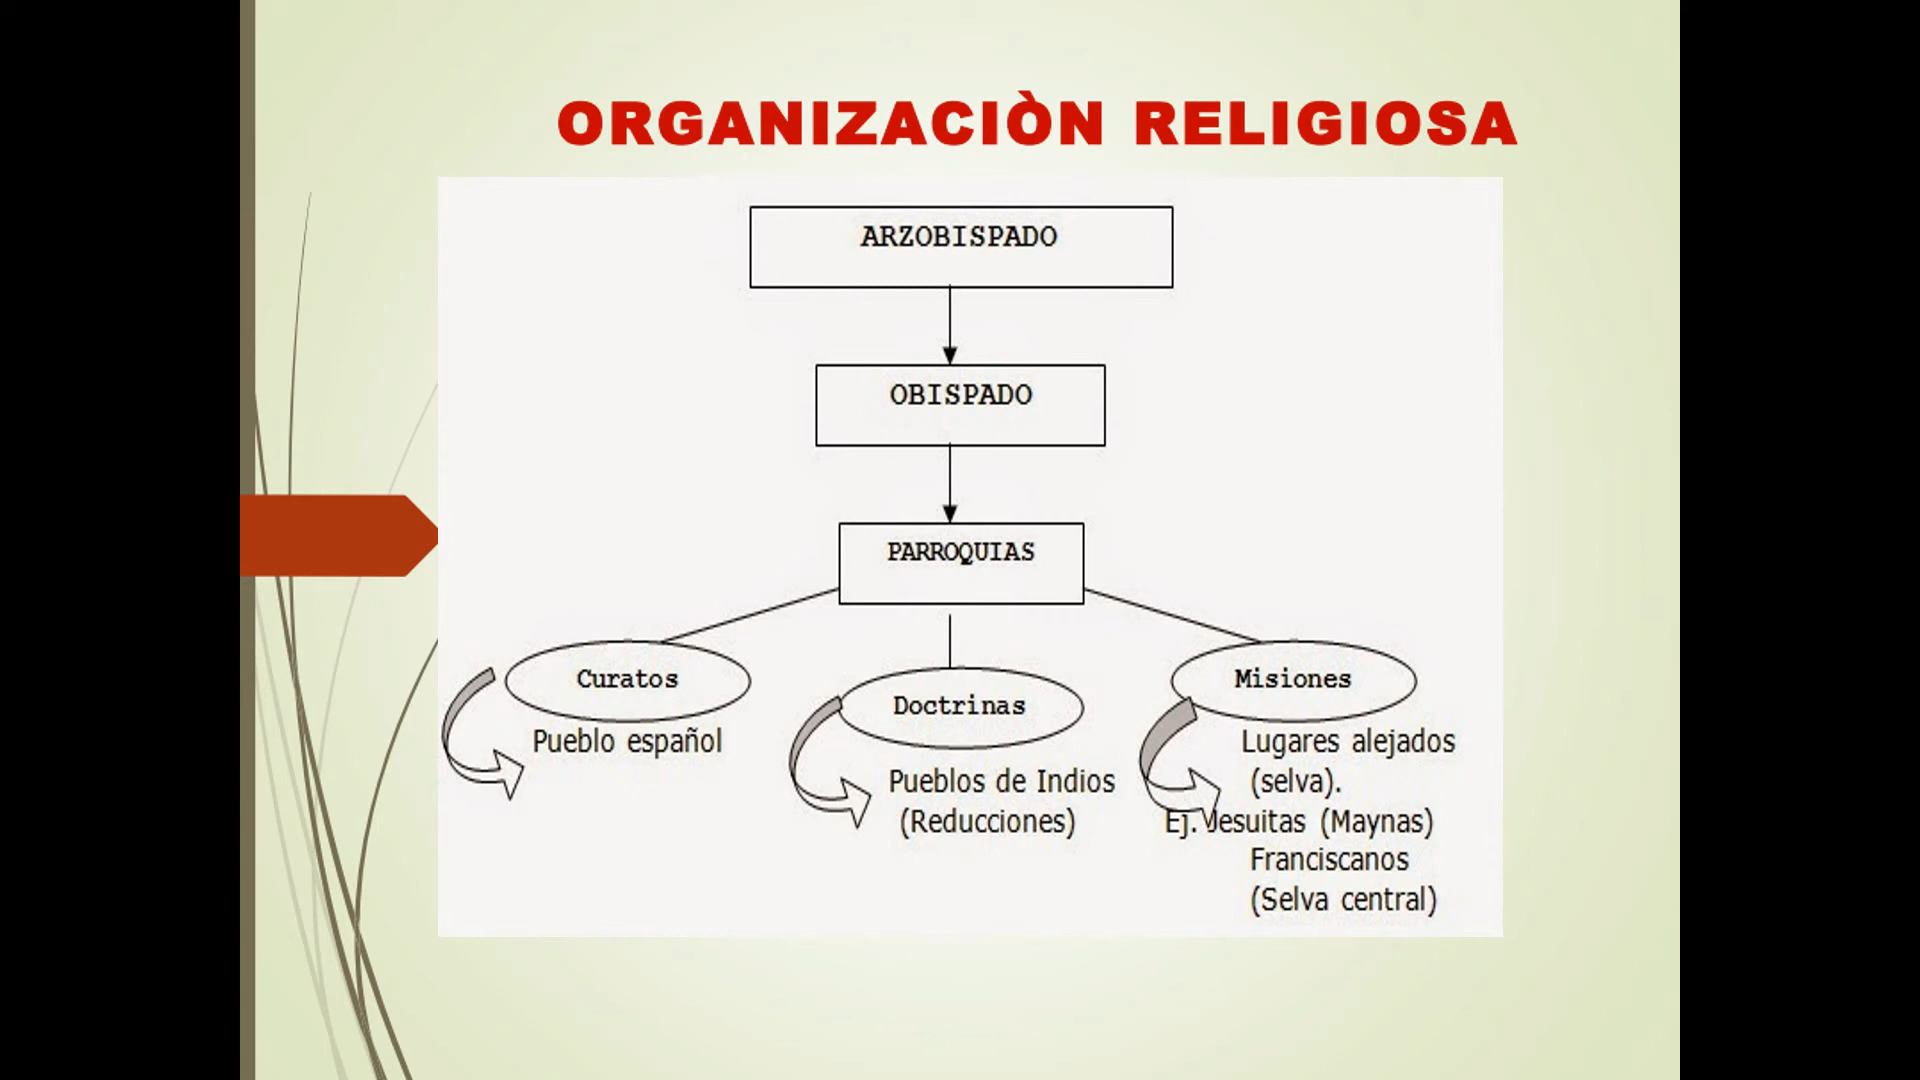 ORGANIZACIÒN RELIGIOSA
ARZOBISPADO
OBISPADO
PARROQUIAS
Curatos
Pueblo español
Doctrinas
Pueblos de Indios
(Reducciones)
Misiones
Lugares alejados
(selva).
Ej. Jesuitas (Maynas)
Franciscanos
(Selva central)